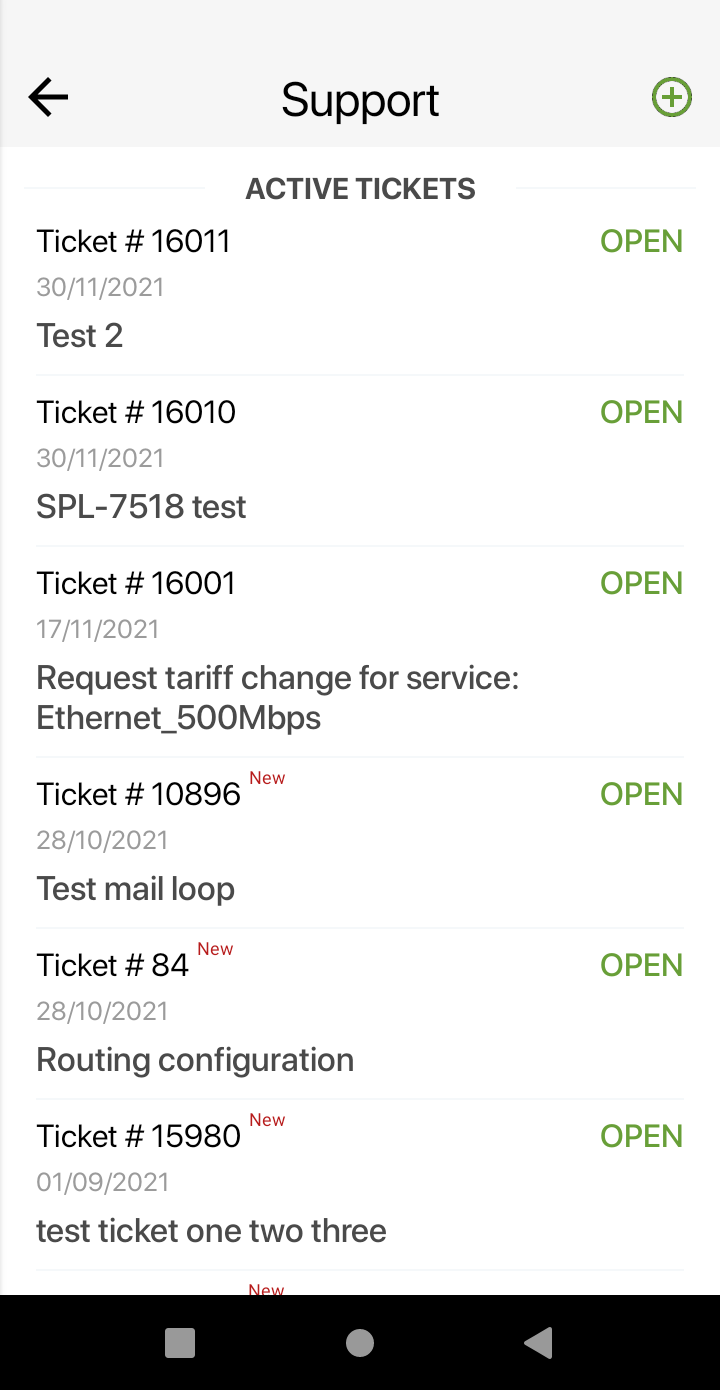 Support
ACTIVE TICKETS
Ticket # 16011 OPEN
30/11/2021
Test 2
Ticket # 16010 OPEN
30/11/2021
SPL-7518 test
Ticket # 16001 OPEN
17/11/2021
Request tariff change for service:
Ethernet_500Mbps
Ticket # 10896 New OPEN
28/10/2021
Test mail loop
Ticket # 84 New OPEN
28/10/2021
Routing configuration
Ticket # 15980 New OPEN
01/09/2021
test ticket one two three
New